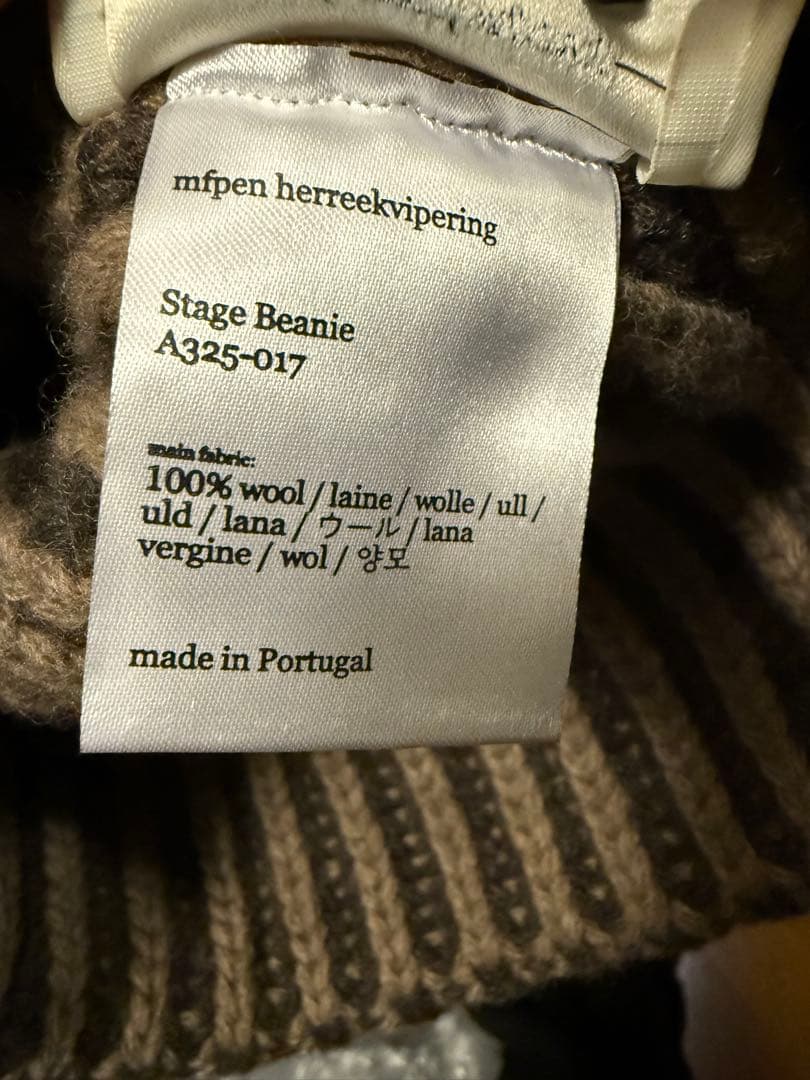 mfpen herreekvipering
Stage Beanie
A325-017
main fabric:
100% wool / laine / wolle / ull /
uld / lana / ウール / lana
vergine / wol / 양모
made in Portugal